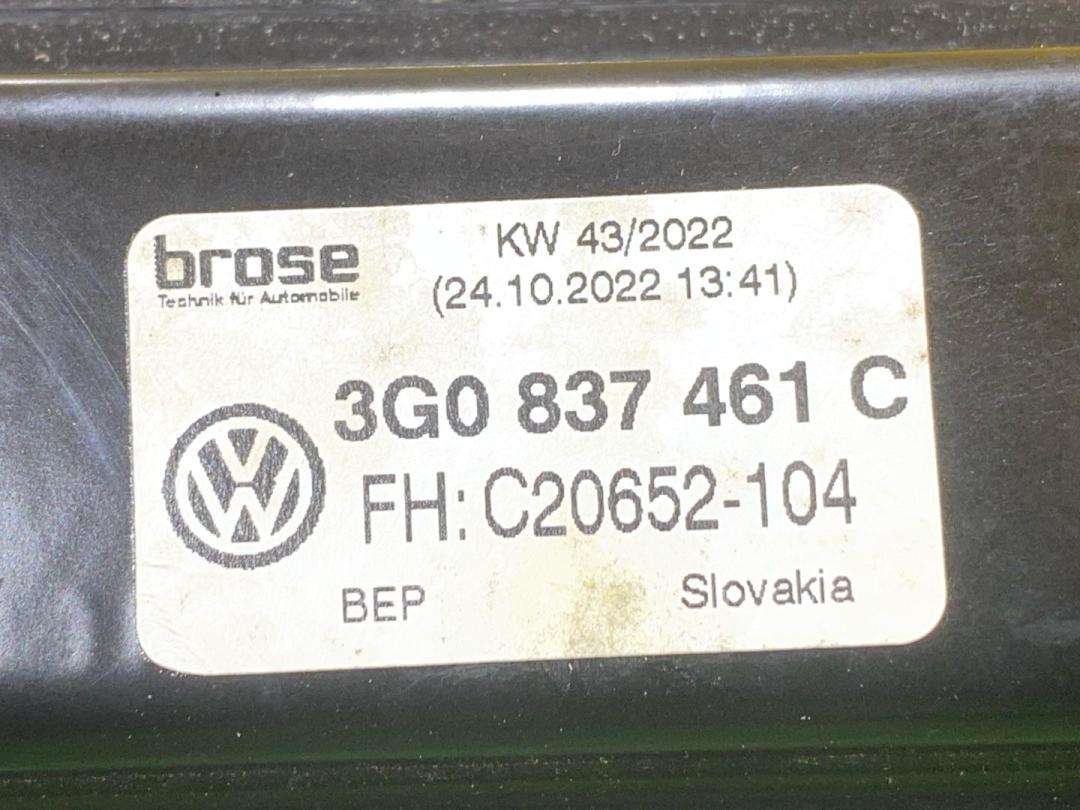 brose
Technik für Automobile
KW 43/2022
(24.10.2022 13:41)
3G0 837 461 C
FH: C20652-104
BEP
Slovakia